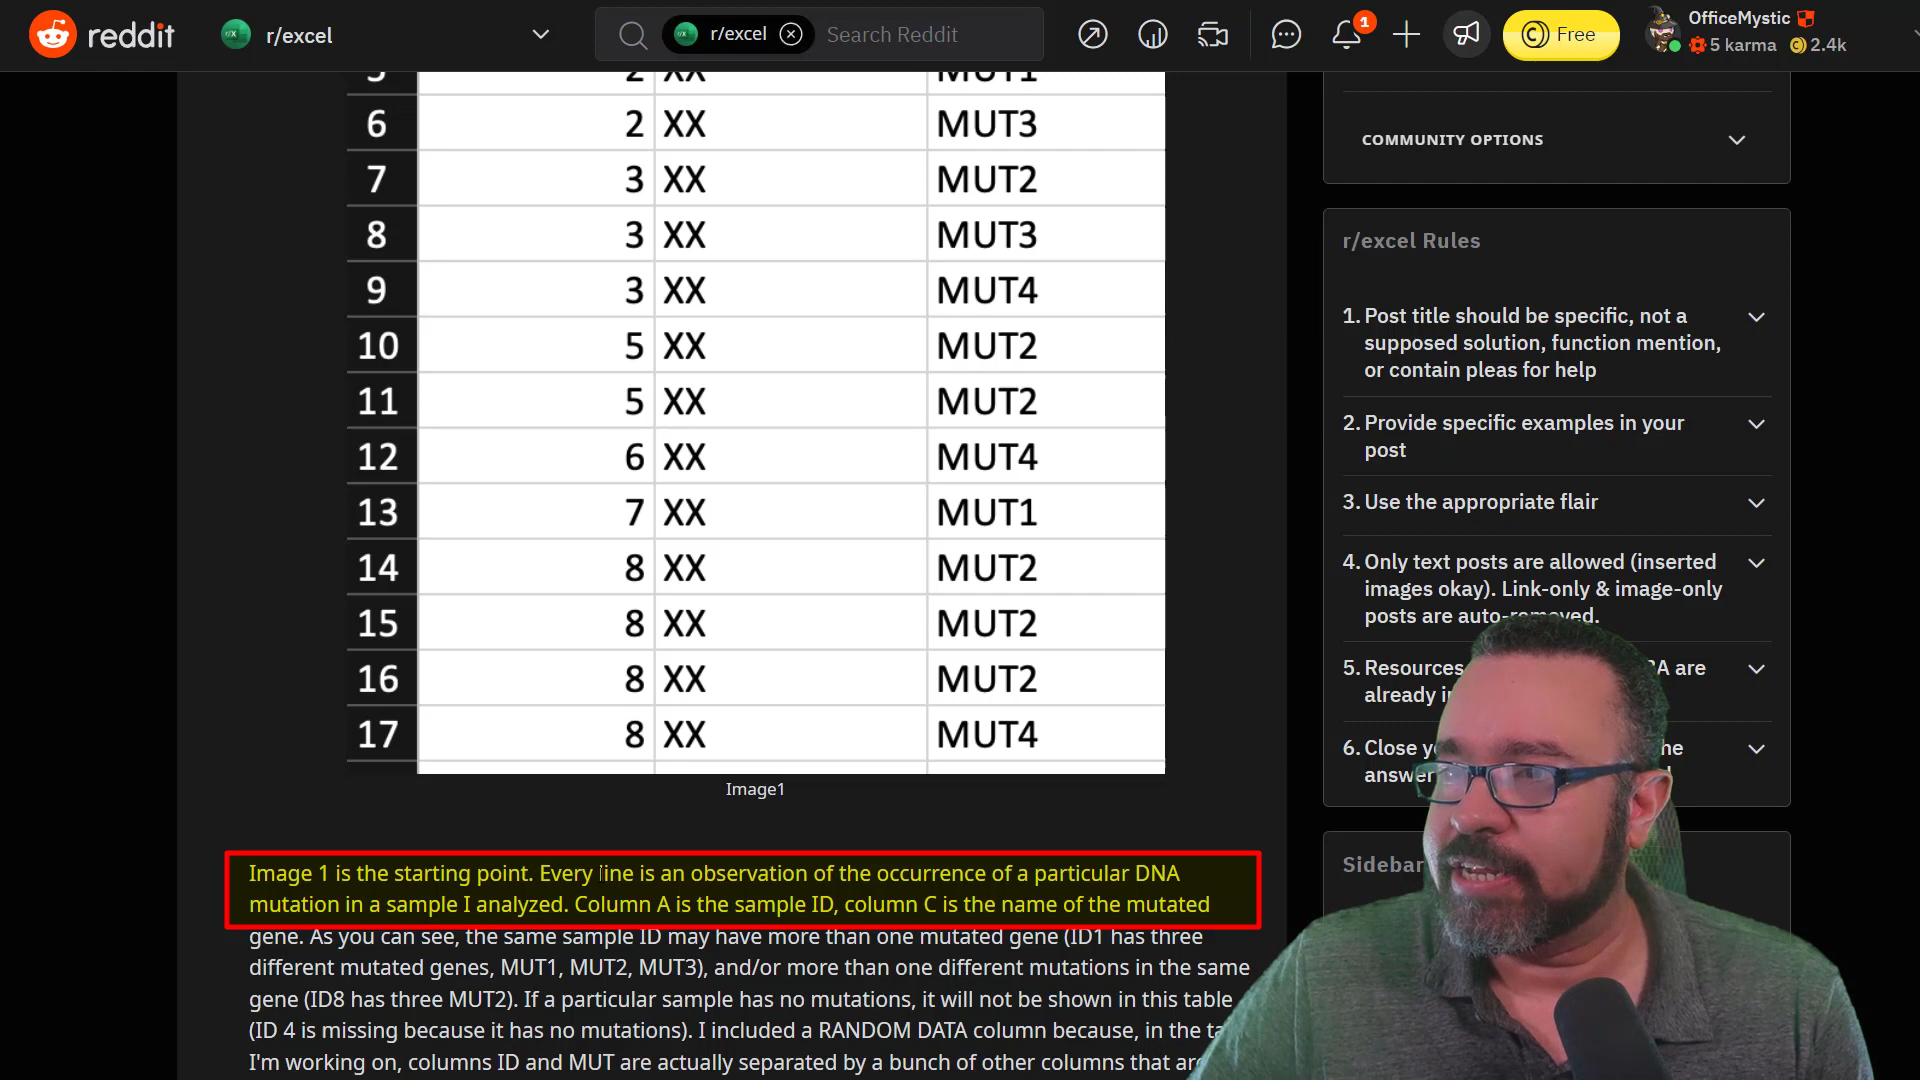 reddit
r/excel
r/excel
Search Reddit
1
Free
OfficeMystic
5 karma
2.4k
5 2 XX MUT1
6 2 XX MUT3
7 3 XX MUT2
8 3 XX MUT3
9 3 XX MUT4
10 5 XX MUT2
11 5 XX MUT2
12 6 XX MUT4
13 7 XX MUT1
14 8 XX MUT2
15 8 XX MUT2
16 8 XX MUT2
17 8 XX MUT4
Image1
Image 1 is the starting point. Every line is an observation of the occurrence of a particular DNA
mutation in a sample I analyzed. Column A is the sample ID, column C is the name of the mutated
gene. As you can see, the same sample ID may have more than one mutated gene (ID1 has three
different mutated genes, MUT1, MUT2, MUT3), and/or more than one different mutations in the same
gene (ID8 has three MUT2). If a particular sample has no mutations, it will not be shown in this table
(ID 4 is missing because it has no mutations). I included a RANDOM DATA column because, in the
I'm working on, columns ID and MUT are actually separated by a bunch of other columns that
COMMUNITY OPTIONS
r/excel Rules
1. Post title should be specific, not a
supposed solution, function mention,
or contain pleas for help
2. Provide specific examples in your
post
3. Use the appropriate flair
4. Only text posts are allowed (inserted
images okay). Link-only & image-only
posts are auto-removed.
5. Resources are
already
6. Close
Sidebar